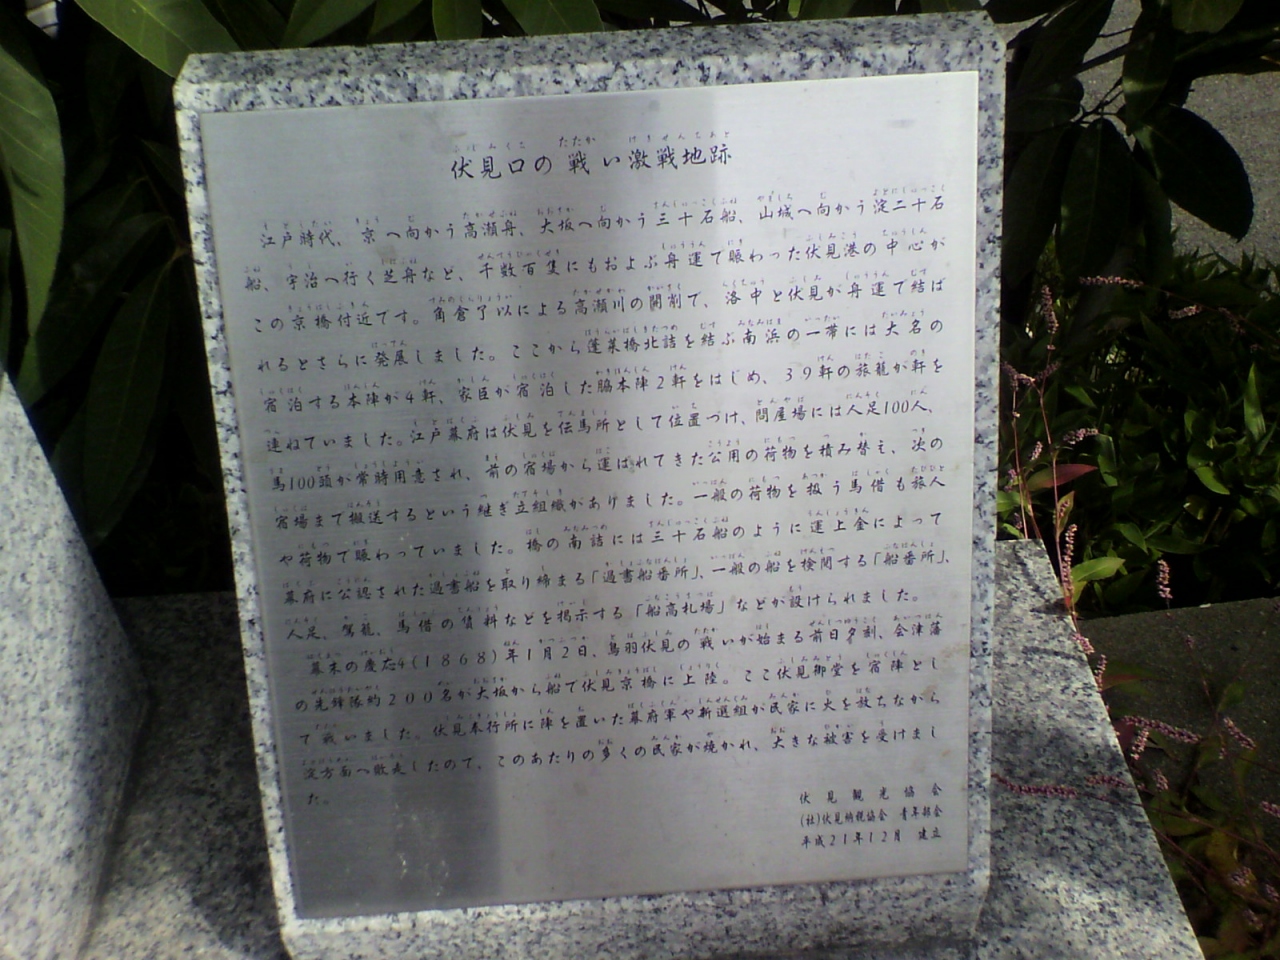 伏見口の戦い激戦地跡
江戸時代、京へ向かう高瀬舟、大坂へ向かう三十石船、山城へ向かう淀二十石
船、宇治へ行く芝舟など、千数百隻にもおよぶ舟運で賑わった伏見港の中心が
この京橋付近です。角倉了以による高瀬川の開削で、洛中と伏見が舟運で結ば
れるとさらに発展しました。ここから蓬莱橋北詰を結ぶ南浜の一帯には大名の
宿泊する本陣が4軒、家臣が宿泊した脇本陣2軒をはじめ、39軒の旅籠が軒を
連ねていました。江戸幕府は伏見を伝馬所として位置づけ、問屋場には人足100人、
馬100頭が常時用意され、前の宿場から運ばれてきた公用の荷物を積み替え、次の
宿場まで搬送するという継ぎ立組織がありました。一般の荷物を扱う馬借も旅人
や荷物で賑わっていました。橋の南詰には三十石船のように運上金によって
幕府に公認された過書船を取り締まる「過書船番所」、一般の船を検閲する「船番所」、
人足、駕籠、馬借の賃料などを掲示する「船高札場」などが設けられました。
幕末の慶応4(1868)年1月2日、鳥羽伏見の戦いが始まる前日夕刻、会津藩
の先鋒隊約200名が大坂から船で伏見京橋に上陸。ここ伏見御堂を宿陣とし
て戦いました。伏見奉行所に陣を置いた幕府軍や新選組が民家に火を放ちながら
淀方面へ敗走したので、このあたりの多くの民家が焼かれ、大きな被害を受けまし
た。
伏見観光協会
(社)伏見納税協会 青年部会
平成21年12月 建立